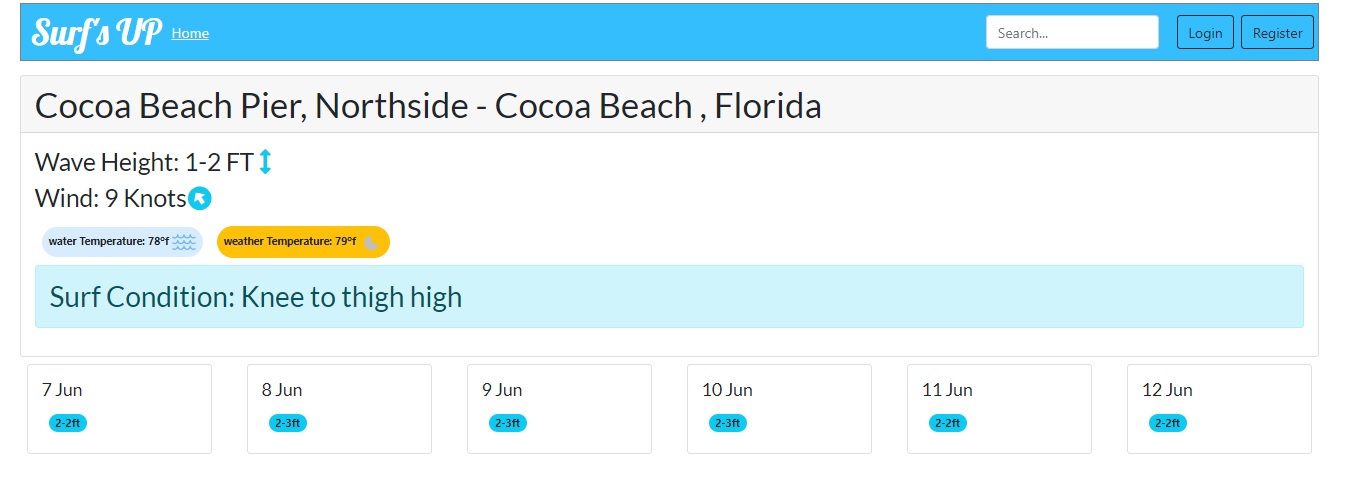 Surf's UP Home Search... Login Register
Cocoa Beach Pier, Northside - Cocoa Beach , Florida
Wave Height: 1-2 FT
Wind: 9 Knots
water Temperature: 78°f weather Temperature: 79°f
Surf Condition: Knee to thigh high
7 Jun 8 Jun 9 Jun 10 Jun 11 Jun 12 Jun
2-2ft 2-3ft 2-3ft 2-3ft 2-2ft 2-2ft